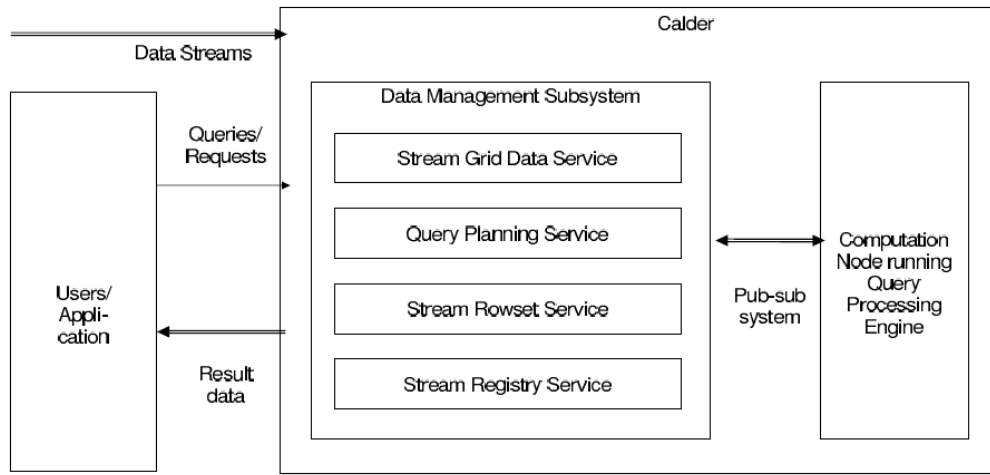 Calder
Data Streams
Data Management Subsystem
Queries/
Requests
Stream Grid Data Service
Query Planning Service
Stream Rowset Service
Stream Registry Service
Users/
Appli-
cation
Result
data
Pub-sub
system
Computation
Node running
Query
Processing
Engine